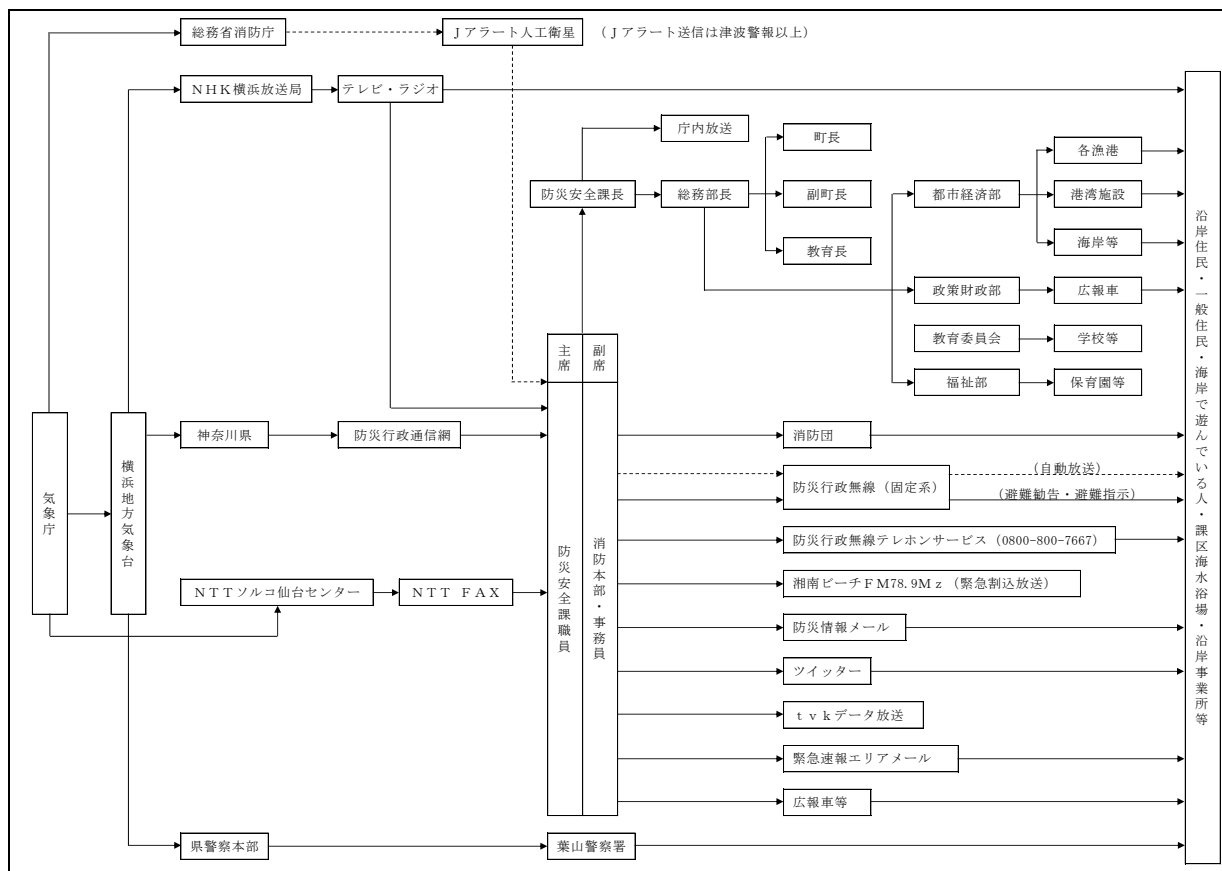 総務省消防庁
Ｊアラート人工衛星
（Ｊアラート送信は津波警報以上）
ＮＨＫ横浜放送局
テレビ・ラジオ
庁内放送
町長
各漁港
防災安全課長
総務部長
副町長
都市経済部
港湾施設
教育長
海岸等
政策財政部
広報車
教育委員会
学校等
福祉部
保育園等
主席
副席
気象庁
横浜地方気象台
神奈川県
防災行政通信網
ＮＴＴソルコ仙台センター
ＮＴＴ ＦＡＸ
防災安全課職員
消防本部・事務員
消防団
防災行政無線（固定系）
（自動放送）
（避難勧告・避難指示）
防災行政無線テレホンサービス（0800-800-7667）
湘南ビーチＦＭ78.9Ｍｚ（緊急割込放送）
防災情報メール
ツイッター
ｔｖｋデータ放送
緊急速報エリアメール
広報車等
県警察本部
葉山警察署
沿岸住民・一般住民・海岸で遊んでいる人・課区海水浴場・沿岸事業所等